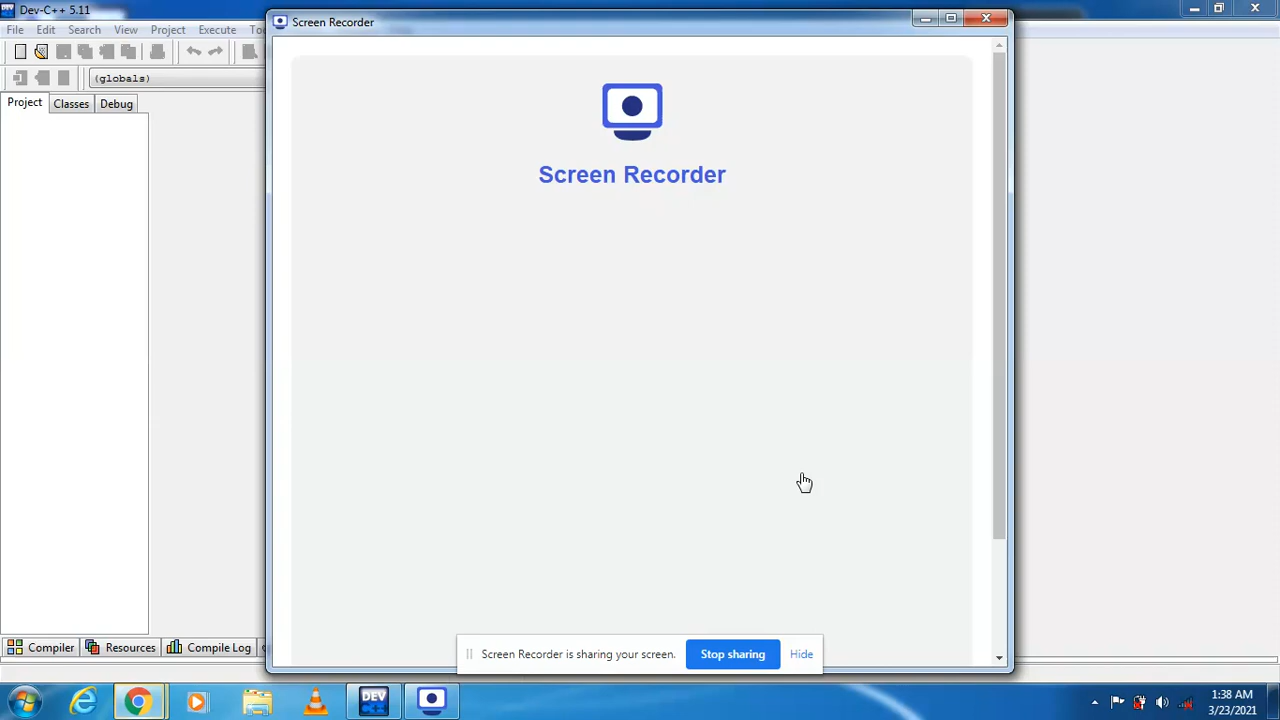 Dev-C++ 5.11
Screen Recorder
File Edit Search View Project Execute
(globals)
Project Classes Debug
Screen Recorder
Compiler Resources Compile Log
Screen Recorder is sharing your screen. Stop sharing Hide
DEV C++
1:38 AM
3/23/2021